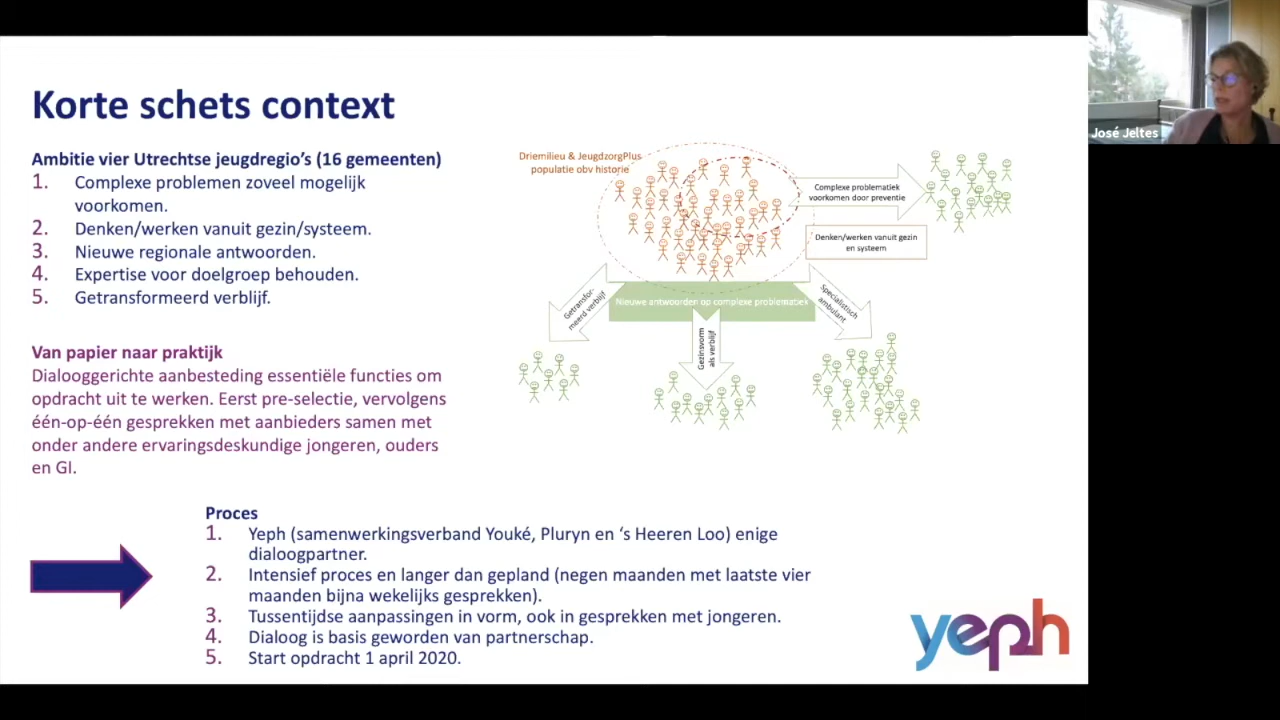 José Jeltes
Korte schets context
Ambitie vier Utrechtse jeugdregio's (16 gemeenten)
1. Complexe problemen zoveel mogelijk
voorkomen.
2. Denken/werken vanuit gezin/systeem.
3. Nieuwe regionale antwoorden.
4. Expertise voor doelgroep behouden.
5. Getransformeerd verblijf.
Van papier naar praktijk
Dialooggerichte aanbesteding essentiële functies om
opdracht uit te werken. Eerst pre-selectie, vervolgens
één-op-één gesprekken met aanbieders samen met
onder andere ervaringsdeskundige jongeren, ouders
en GI.
Driemilieu & JeugdzorgPlus
populatie obv historie
Complexe problematiek
voorkomen door preventie
Denken/werken vanuit gezin
en systeem
Nieuwe antwoorden op complexe problematiek
Getransfor-
meerd verblijf
Gezinsvorm
als verblijf
Specialistisch
ambulant
Proces
1. Yeph (samenwerkingsverband Youké, Pluryn en ‘s Heeren Loo) enige
dialoogpartner.
2. Intensief proces en langer dan gepland (negen maanden met laatste vier
maanden bijna wekelijks gesprekken).
3. Tussentijdse aanpassingen in vorm, ook in gesprekken met jongeren.
4. Dialoog is basis geworden van partnerschap.
5. Start opdracht 1 april 2020.
yeph